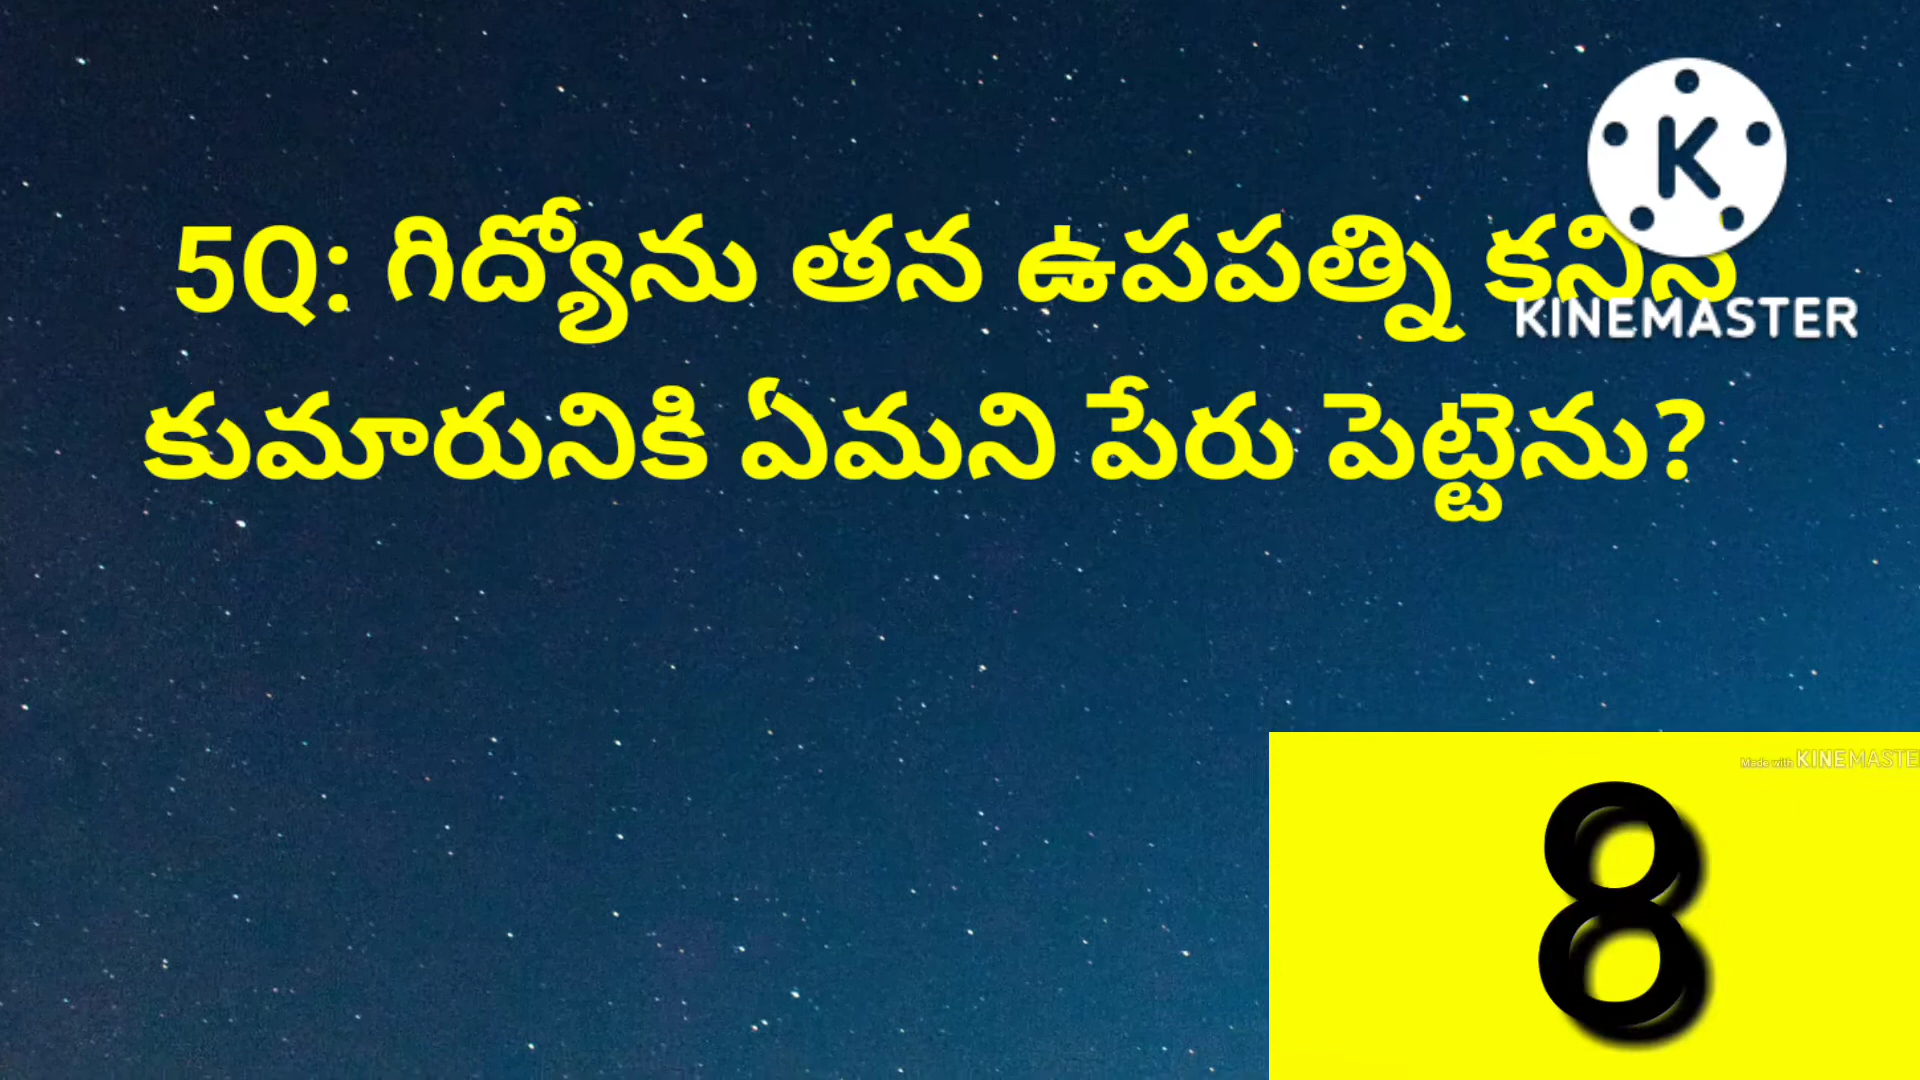 5Q: గిద్యోను తన ఉపపత్ని కనిన
K
KINEMASTER
కుమారునికి ఏమని పేరు పెట్టెను?
Made with KINEMASTE
8